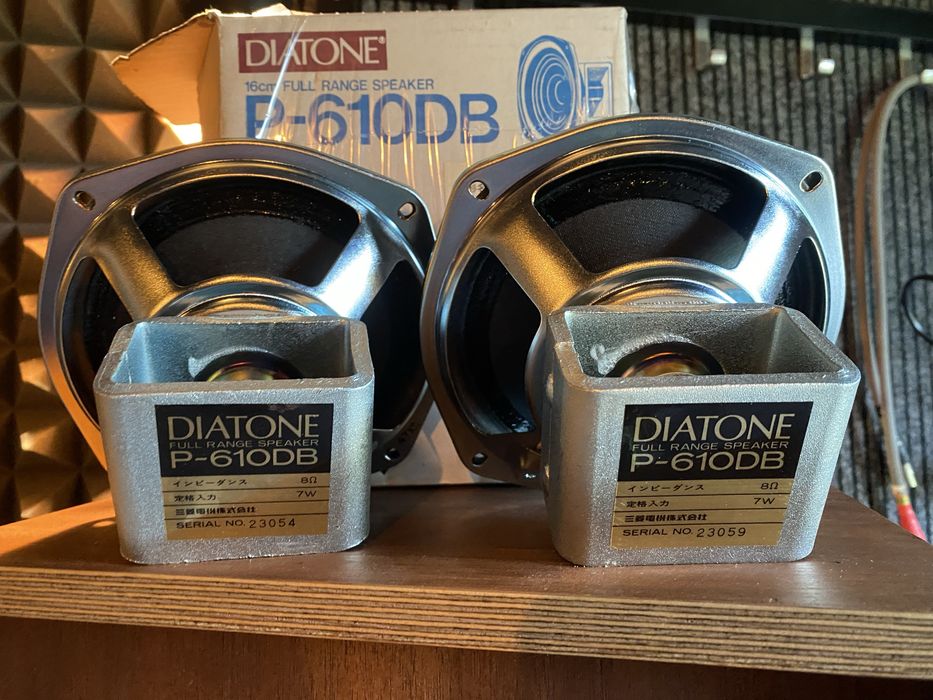 DIATONE®
16cm FULL RANGE SPEAKER
P-610DB
DIATONE
FULL RANGE SPEAKER
P-610DB
インピーダンス 8Ω
定格入力 7W
三菱電機株式会社
SERIAL NO. 23054
DIATONE
FULL RANGE SPEAKER
P-610DB
インピーダンス 8Ω
定格入力 7W
三菱電機株式会社
SERIAL NO. 23059